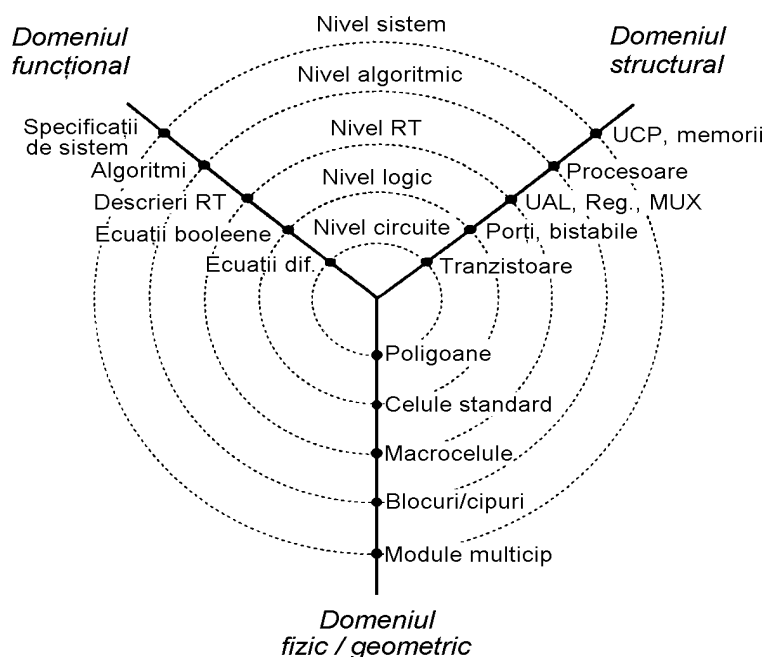 Domeniul
funcțional
Domeniul
structural
Nivel sistem
Nivel algoritmic
Nivel RT
Nivel logic
Nivel circuite
Specificații
de sistem
Algoritmi
Descrieri RT
Ecuații booleene
Ecuații dif.
UCP, memorii
Procesoare
UAL, Reg., MUX
Porți, bistabile
Tranzistoare
Poligoane
Celule standard
Macrocelule
Blocuri/cipuri
Module multicip
Domeniul
fizic / geometric